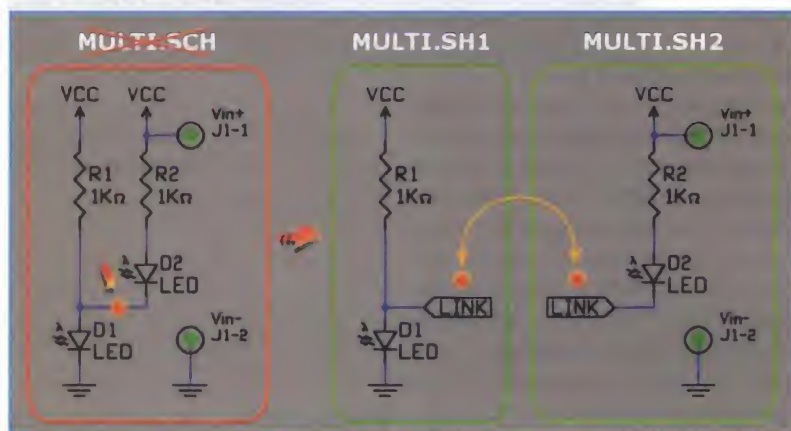 MULTI.SCH
MULTI.SH1
MULTI.SH2
VCC
VCC
Vin+
J1-1
R1
1KΩ
R2
1KΩ
D2
LED
D1
LED
Vin-
J1-2
VCC
R1
1KΩ
LINK
D1
LED
VCC
Vin+
J1-1
R2
1KΩ
D2
LED
LINK
Vin-
J1-2